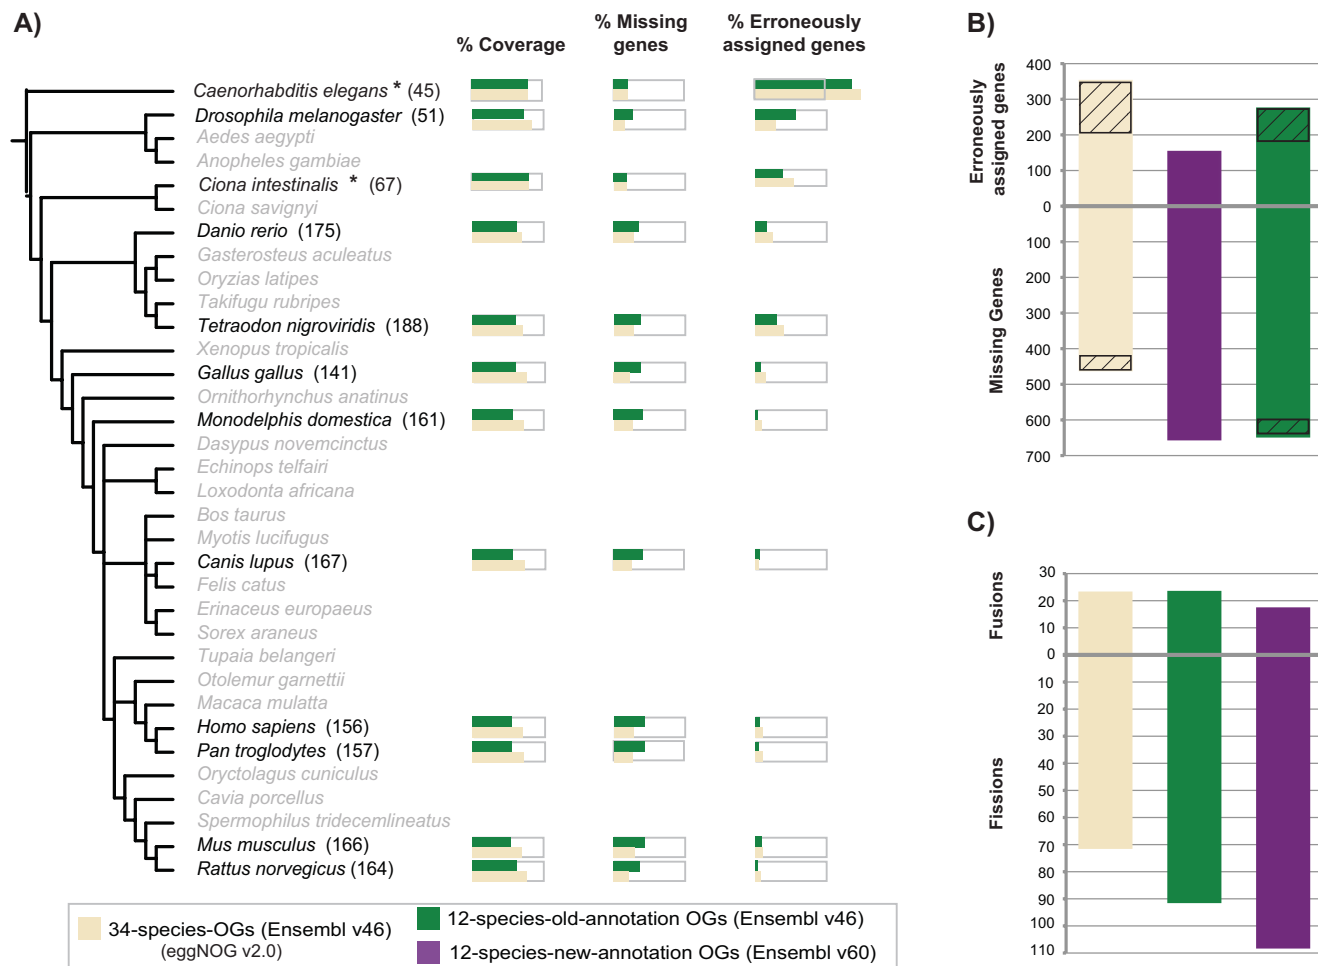 A)
% Coverage
% Missing
genes
% Erroneously
assigned genes
Caenorhabditis elegans * (45)
Drosophila melanogaster (51)
Aedes aegypti
Anopheles gambiae
Ciona intestinalis * (67)
Ciona savignyi
Danio rerio (175)
Gasterosteus aculeatus
Oryzias latipes
Takifugu rubripes
Tetraodon nigroviridis (188)
Xenopus tropicalis
Gallus gallus (141)
Ornithorhynchus anatinus
Monodelphis domestica (161)
Dasypus novemcinctus
Echinops telfairi
Loxodonta africana
Bos taurus
Myotis lucifugus
Canis lupus (167)
Felis catus
Erinaceus europaeus
Sorex araneus
Tupaia belangeri
Otolemur garnettii
Macaca mulatta
Homo sapiens (156)
Pan troglodytes (157)
Oryctolagus cuniculus
Cavia porcellus
Spermophilus tridecemlineatus
Mus musculus (166)
Rattus norvegicus (164)
34-species-OGs (Ensembl v46)
(eggNOG v2.0)
12-species-old-annotation OGs (Ensembl v46)
12-species-new-annotation OGs (Ensembl v60)
B)
Erroneously
assigned genes
Missing Genes
400
300
200
100
0
100
200
300
400
500
600
700
C)
Fusions
Fissions
30
20
10
0
10
20
30
40
50
60
70
80
90
100
110